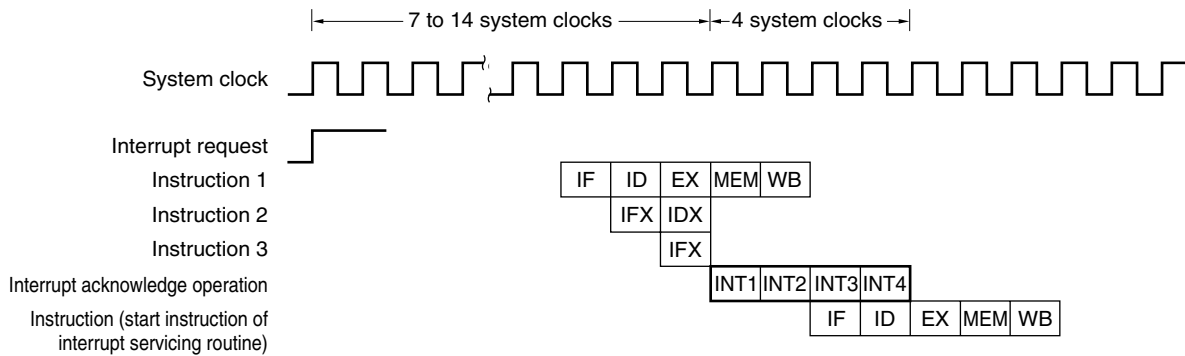 7 to 14 system clocks 4 system clocks
System clock
Interrupt request
Instruction 1 IF ID EX MEM WB
Instruction 2 IFX IDX
Instruction 3 IFX
Interrupt acknowledge operation INT1 INT2 INT3 INT4
Instruction (start instruction of IF ID EX MEM WB
interrupt servicing routine)